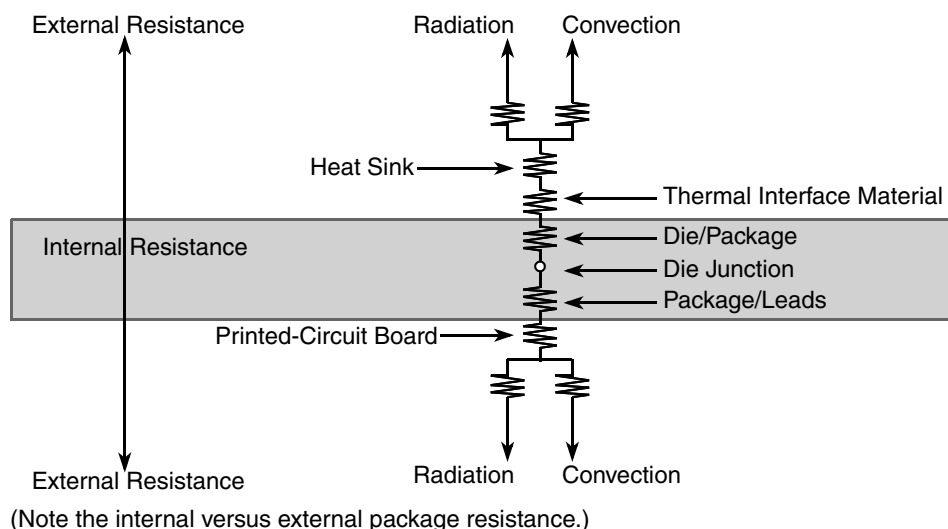 External Resistance
Radiation
Convection
Heat Sink
Thermal Interface Material
Internal Resistance
Die/Package
Die Junction
Package/Leads
Printed-Circuit Board
External Resistance
Radiation
Convection
(Note the internal versus external package resistance.)